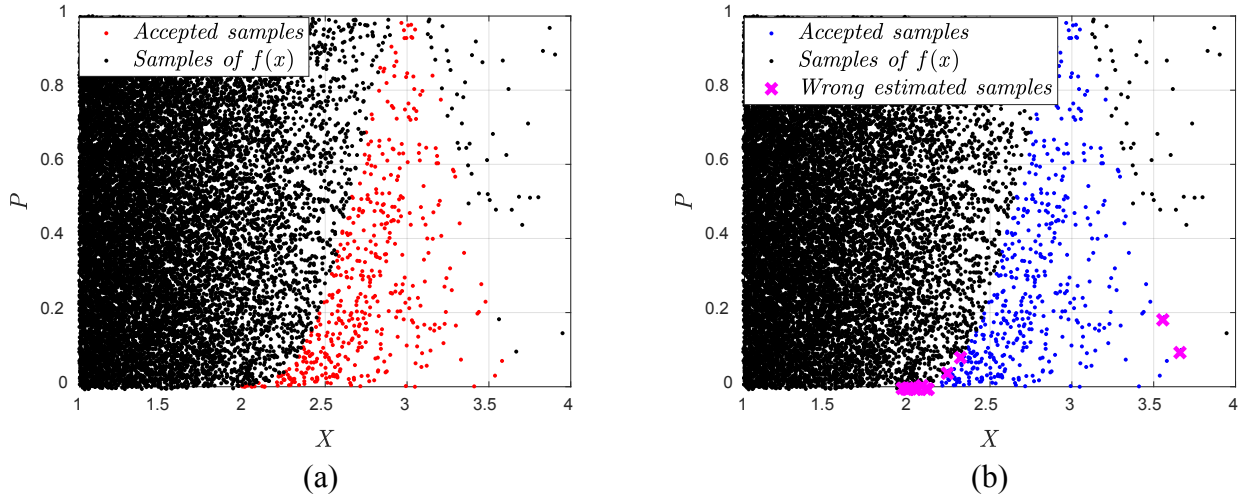 1
0.8
0.6
0.4
0.2
0
P
Accepted samples
Samples of f(x)
1 1.5 2 2.5 3 3.5 4
X
(a)
1
0.8
0.6
0.4
0.2
0
P
Accepted samples
Samples of f(x)
Wrong estimated samples
1 1.5 2 2.5 3 3.5 4
X
(b)